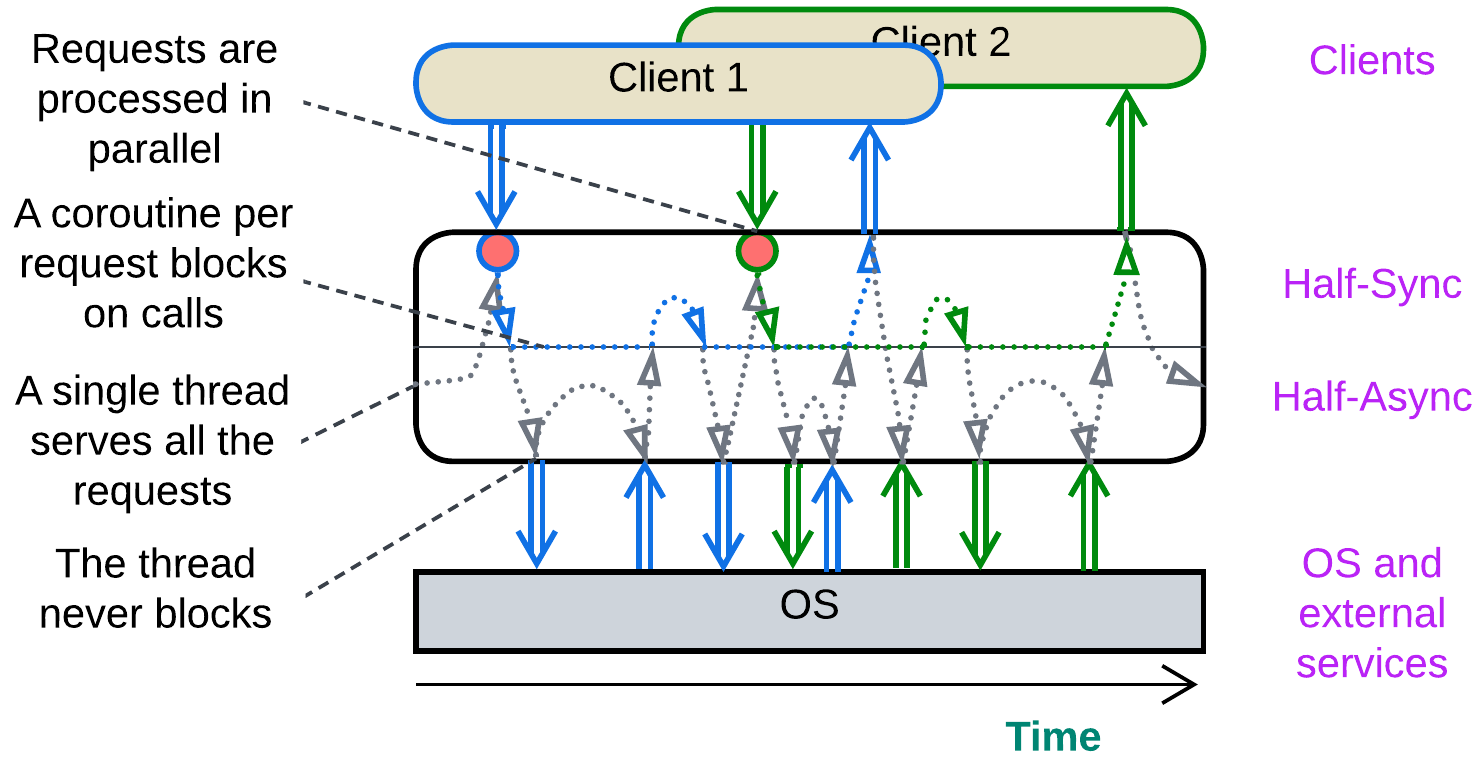 Requests are
processed in
parallel
A coroutine per
request blocks
on calls
A single thread
serves all the
requests
The thread
never blocks
Client 2
Client 1
OS
Time
Clients
Half-Sync
Half-Async
OS and
external
services